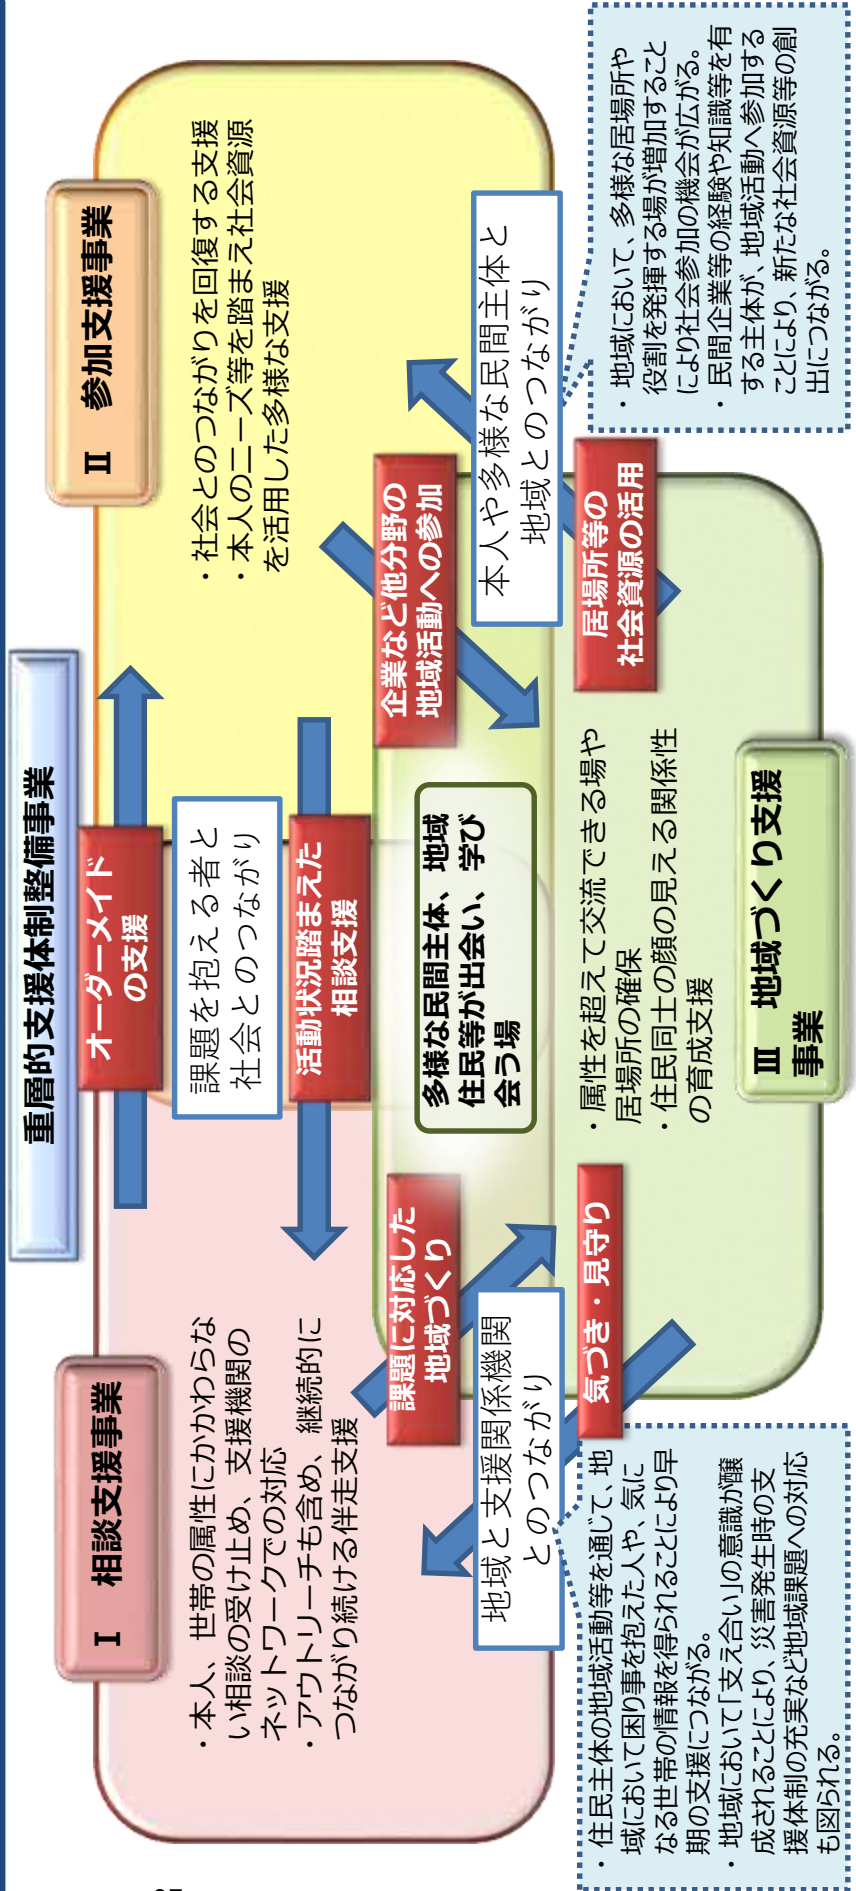 重層的支援体制整備事業
Ⅰ　相談支援事業
・本人、世帯の属性にかかわらな
い相談の受け止め、支援機関の
ネットワークでの対応
・アウトリーチも含め、継続的に
つながり続ける伴走支援
オーダーメイド
の支援
課題を抱える者と
社会とのつながり
活動状況踏まえた
相談支援
Ⅱ　参加支援事業
・社会とのつながりを回復する支援
・本人のニーズ等を踏まえ社会資源
を活用した多様な支援
課題に対応した
地域づくり
地域と支援関係機関
とのつながり
気づき・見守り
多様な民間主体、地域
住民等が出会い、学び
会う場
企業など他分野の
地域活動への参加
本人や多様な民間主体と
地域とのつながり
居場所等の
社会資源の活用
・属性を超えて交流できる場や
居場所の確保
・住民同士の顔の見える関係性
の育成支援
Ⅲ　地域づくり支援
事業
・住民主体の地域活動等を通じて、地
域において困り事を抱えた人や、気に
なる世帯の情報を得られることにより早
期の支援につながる。
・地域において「支え合い」の意識が醸
成されることにより、災害発生時の支
援体制の充実など地域課題への対応
も図られる。
・地域において、多様な居場所や
役割を発揮する場が増加すること
により社会参加の機会が広がる。
・民間企業等の経験や知識等を有
する主体が、地域活動へ参加する
ことにより、新たな社会資源等の創
出につながる。